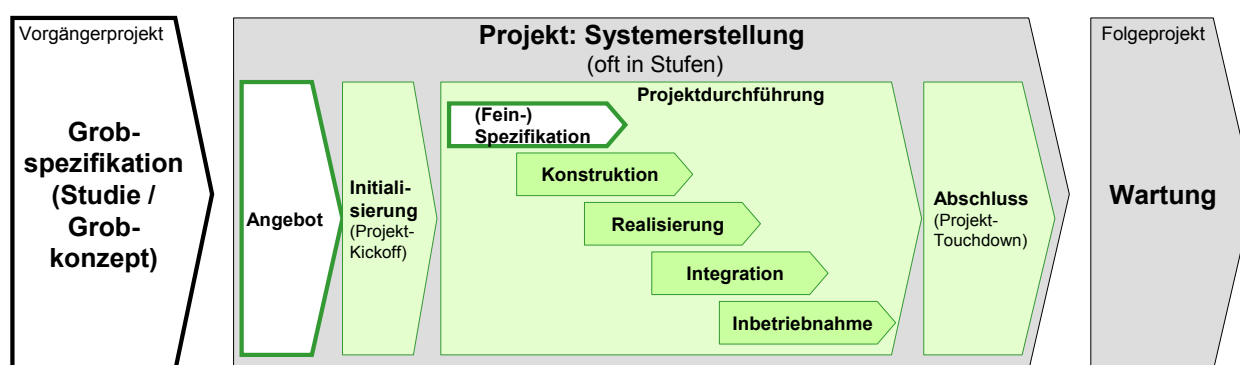 Vorgängerprojekt
Grob-
spezifikation
(Studie /
Grob-
konzept)
Projekt: Systemerstellung
(oft in Stufen)
Angebot
Initiali-
sierung
(Projekt-
Kickoff)
Projektdurchführung
(Fein-)
Spezifikation
Konstruktion
Realisierung
Integration
Inbetriebnahme
Abschluss
(Projekt-
Touchdown)
Folgeprojekt
Wartung